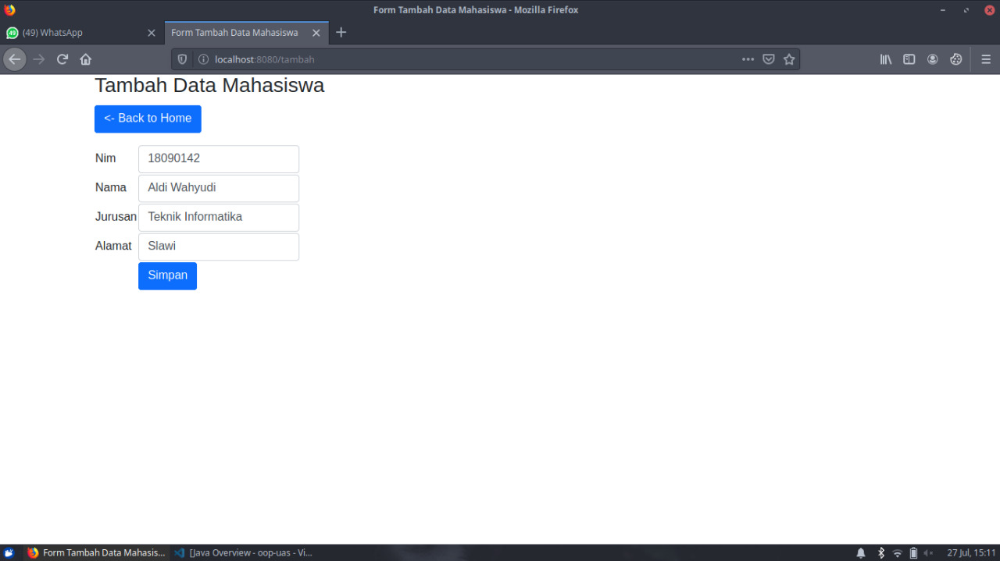 Form Tambah Data Mahasiswa - Mozilla Firefox
49 (49) WhatsApp
Form Tambah Data Mahasiswa
localhost:8080/tambah
Tambah Data Mahasiswa
<- Back to Home
Nim 18090142
Nama Aldi Wahyudi
Jurusan Teknik Informatika
Alamat Slawi
Simpan
Form Tambah Data Mahasis... [Java Overview - oop-uas - Vi... 27 Jul, 15:11